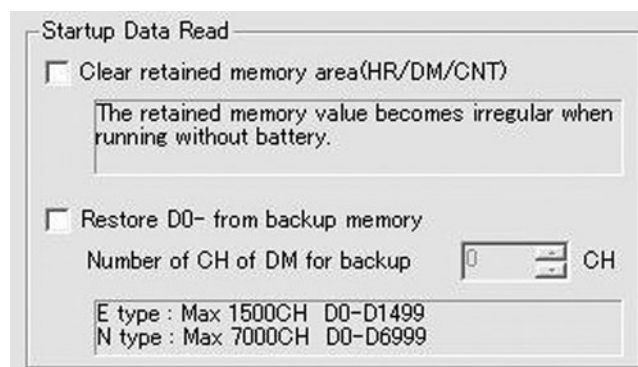 Startup Data Read
Clear retained memory area(HR/DM/CNT)
The retained memory value becomes irregular when
running without battery.
Restore D0- from backup memory
Number of CH of DM for backup 0 CH
E type : Max 1500CH D0-D1499
N type : Max 7000CH D0-D6999